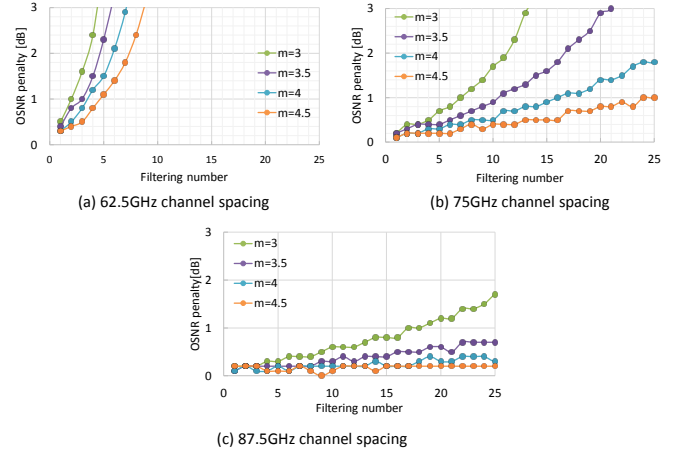 3
2
1
0
OSNR penalty [dB]
m=3
m=3.5
m=4
m=4.5
0 5 10 15 20 25
Filtering number
(a) 62.5GHz channel spacing
3
2
1
0
OSNR penalty [dB]
m=3
m=3.5
m=4
m=4.5
0 5 10 15 20 25
Filtering number
(b) 75GHz channel spacing
3
2
1
0
OSNR penalty[dB]
m=3
m=3.5
m=4
m=4.5
0 5 10 15 20 25
Filtering number
(c) 87.5GHz channel spacing